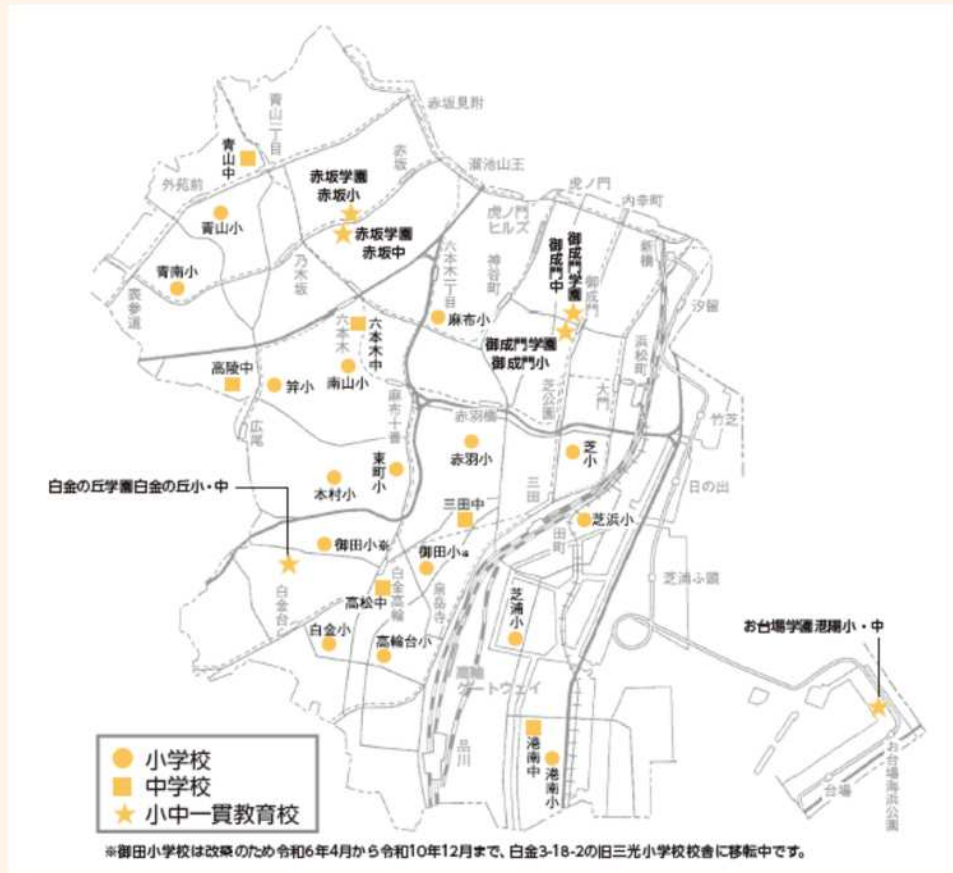 赤坂見附
青山一丁目
青山中
外苑前
赤坂
溜池山王
赤坂学園
赤坂小
虎ノ門
内幸町
青山小
虎ノ門
ヒルズ
御成門中
御成門学園
新橋
赤坂学園
赤坂中
六本木一丁目
神谷町
御成門
青南小
乃木坂
汐留
表参道
麻布小
六本木
六本木中
御成門学園
御成門小
浜松町
高陵中
笄小
南山小
麻布十番
芝公園
大門
竹芝
広尾
赤羽橋
赤羽小
芝小
東町小
本村小
三田
日の出
白金の丘学園白金の丘小・中
三田中
芝浜小
田町
御田小※
御田小※
芝浦ふ頭
白金台
白金高輪
高松中
泉岳寺
芝浦小
お台場学園港陽小・中
白金小
高輪台小
高輪
ゲートウェイ
品川
港南中
港南小
台場
お台場海浜公園
小学校
中学校
小中一貫教育校
※御田小学校は改築のため令和6年4月から令和10年12月まで、白金3-18-2の旧三光小学校校舎に移転中です。